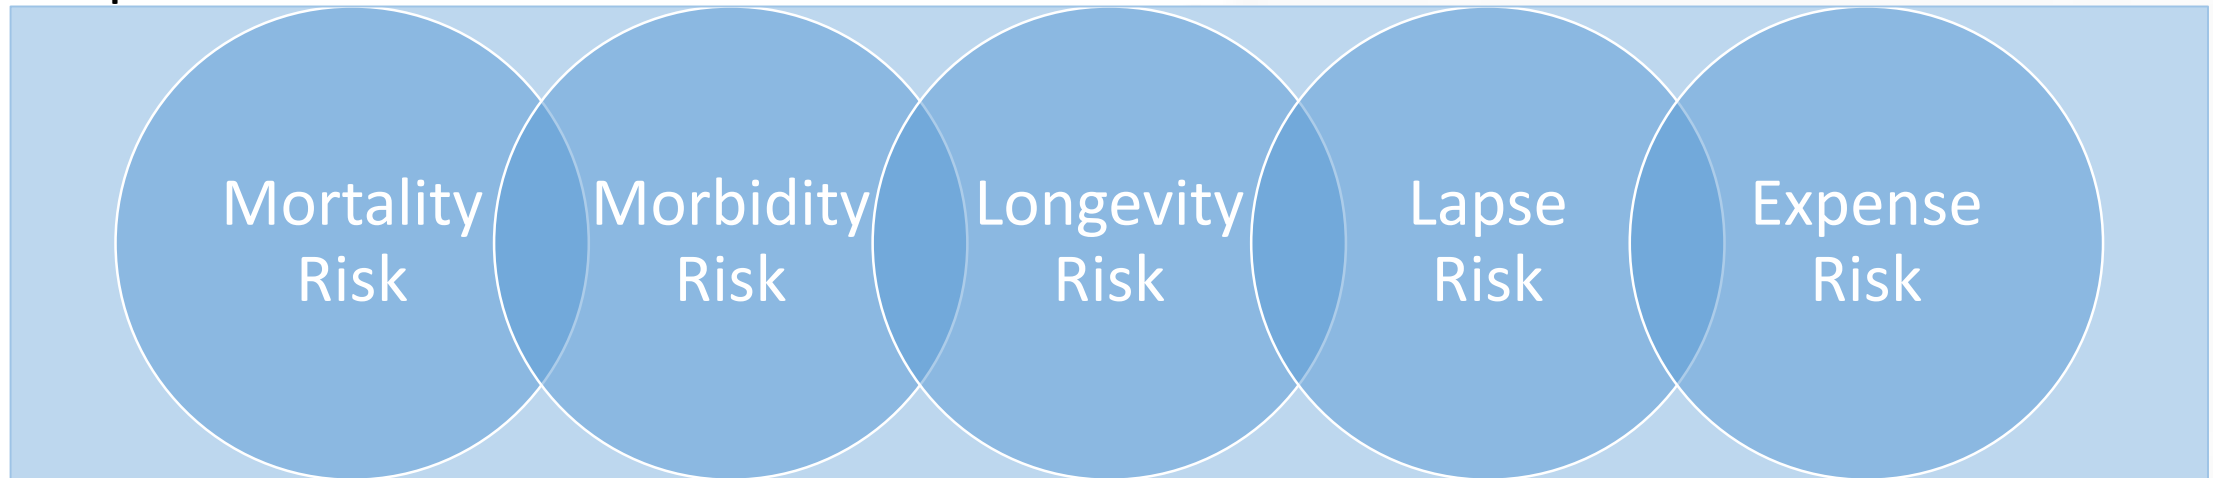 Mortality
Risk
Morbidity
Risk
Longevity
Risk
Lapse
Risk
Expense
Risk